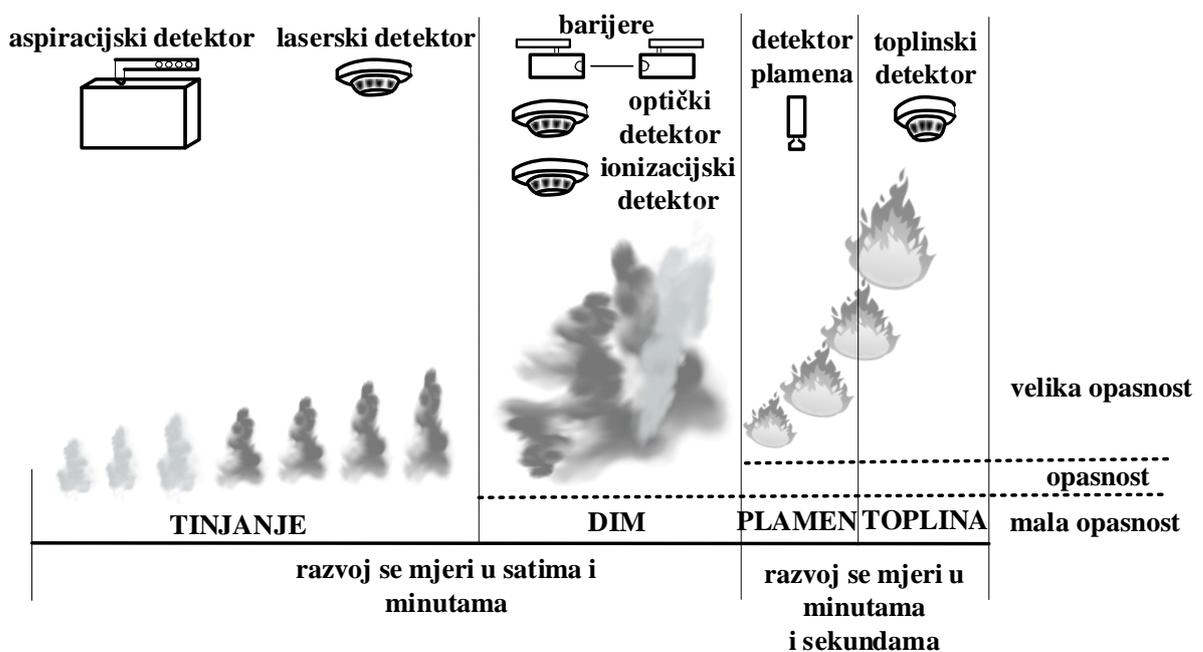 aspiracijski detektor
laserski detektor
barijere
optički
detektor
ionizacijski
detektor
detektor
plamena
toplinski
detektor
velika opasnost
opasnost
mala opasnost
TINJANJE
DIM
PLAMEN
TOPLINA
razvoj se mjeri u satima i
minutama
razvoj se mjeri u
minutama
i sekundama